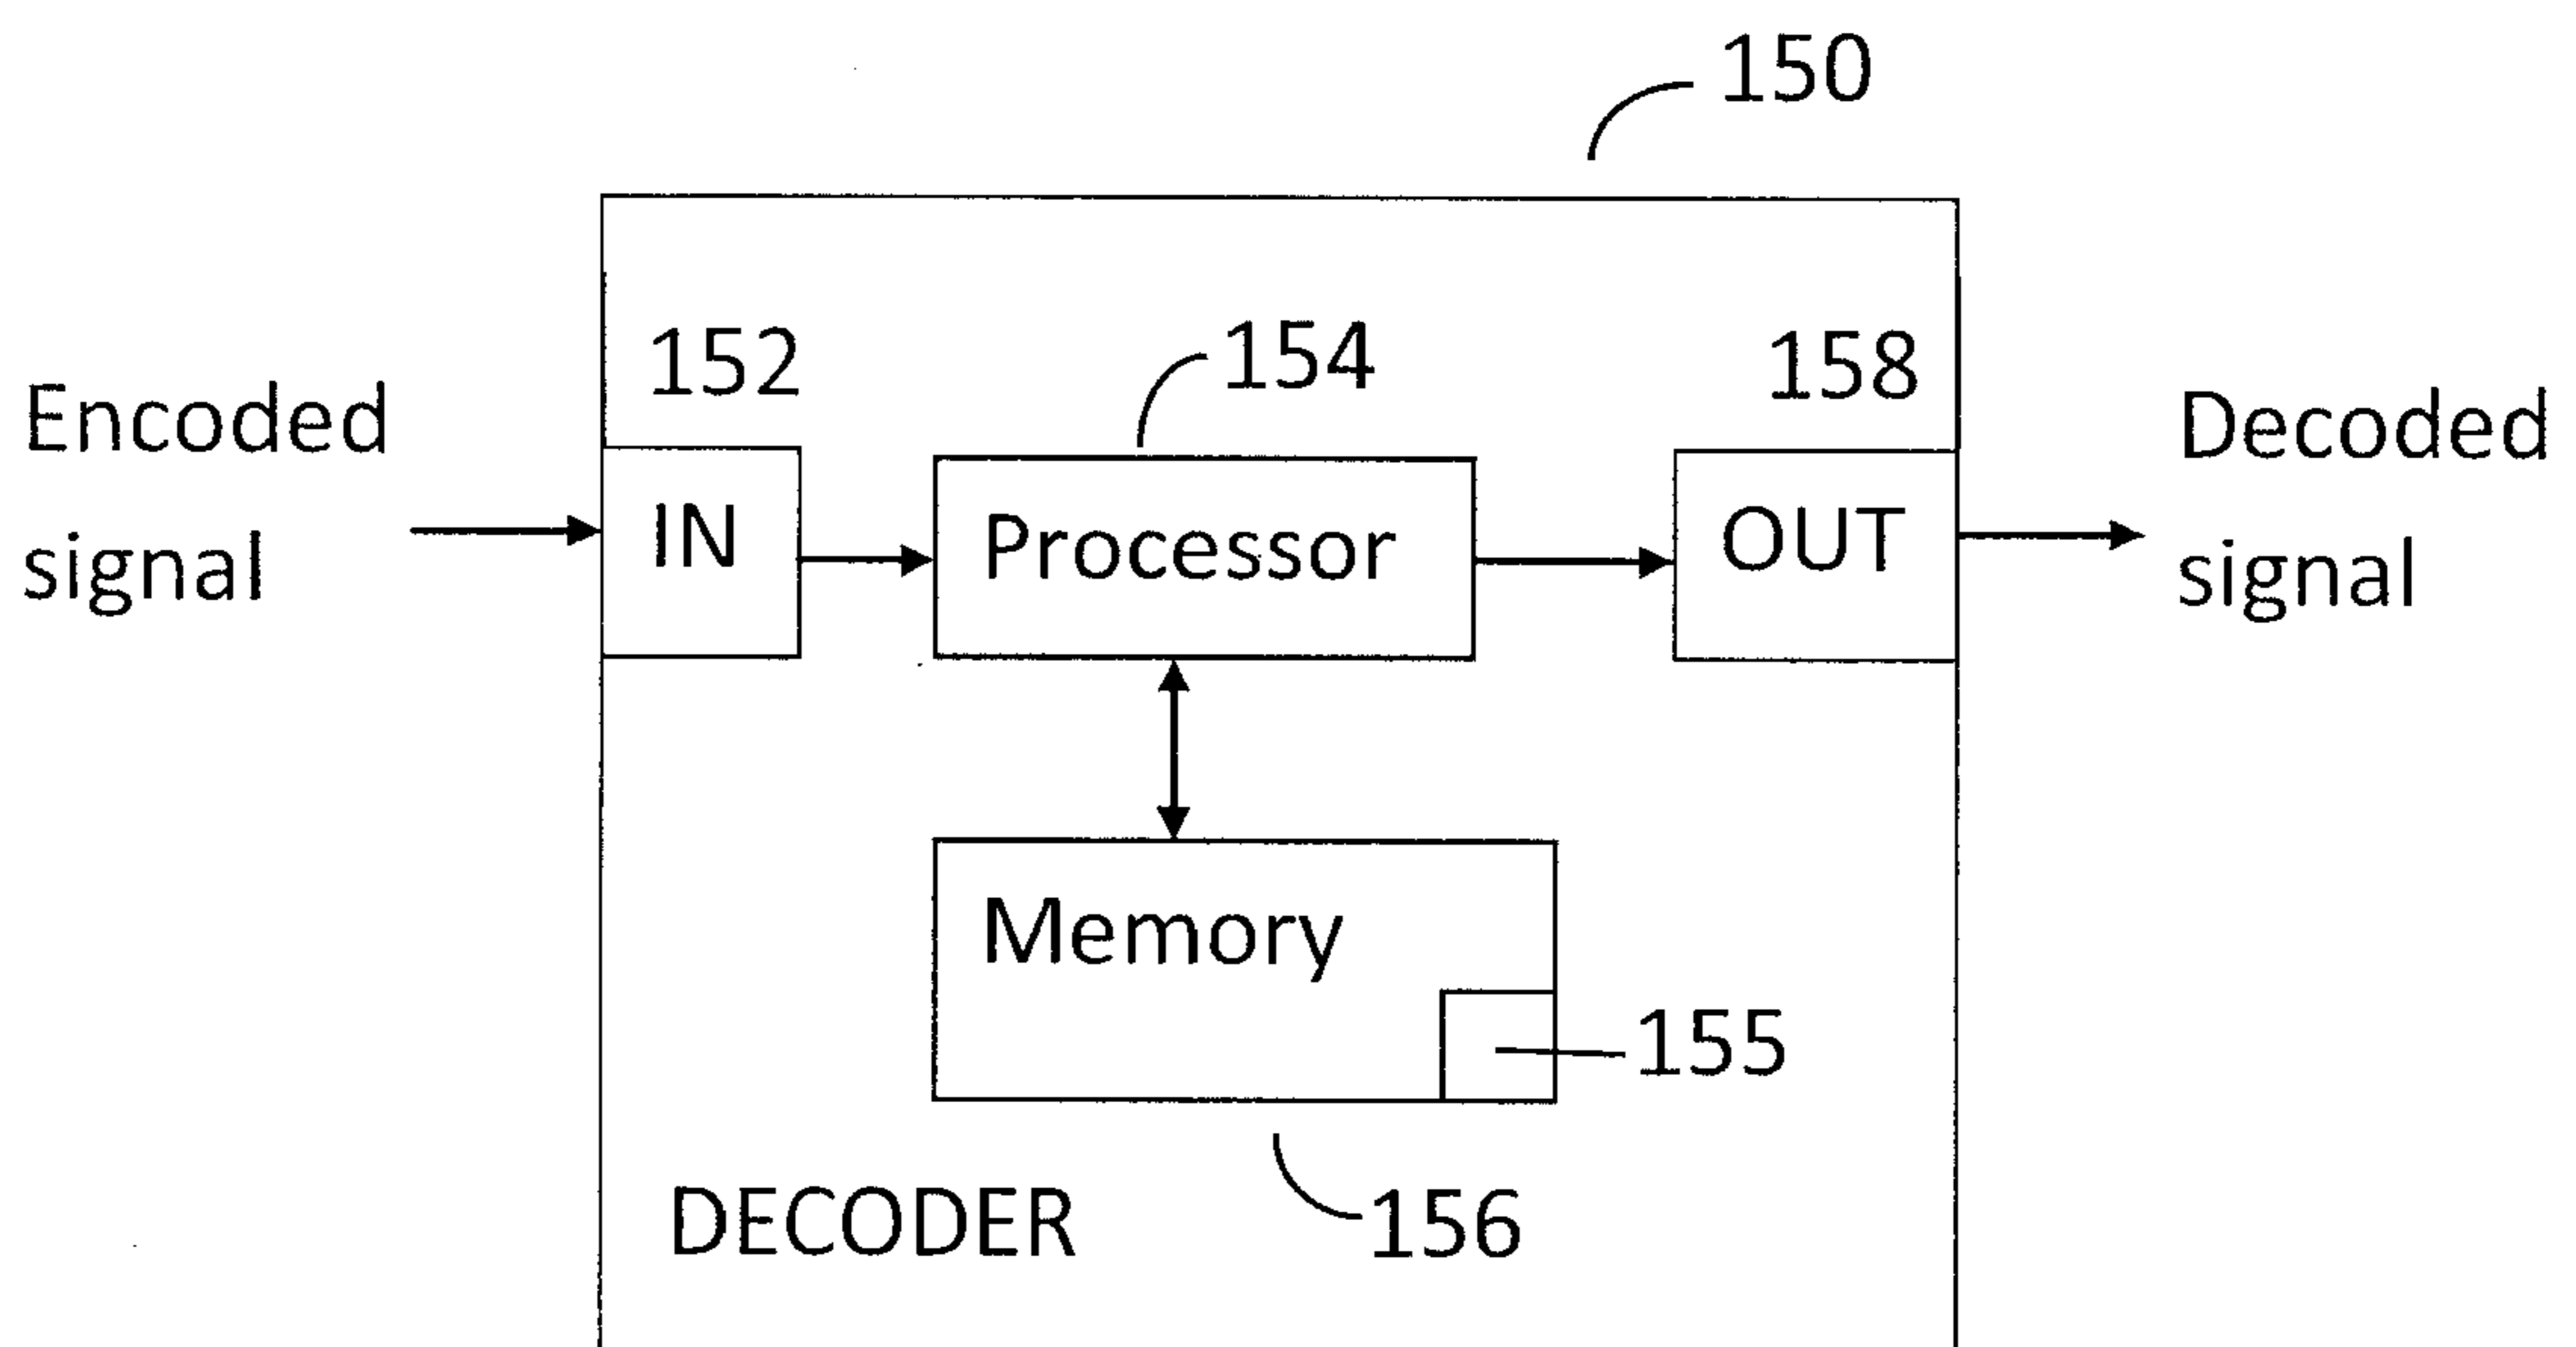 150
152
154
158
Encoded
signal
IN
Processor
OUT
Decoded
signal
Memory
155
DECODER
156